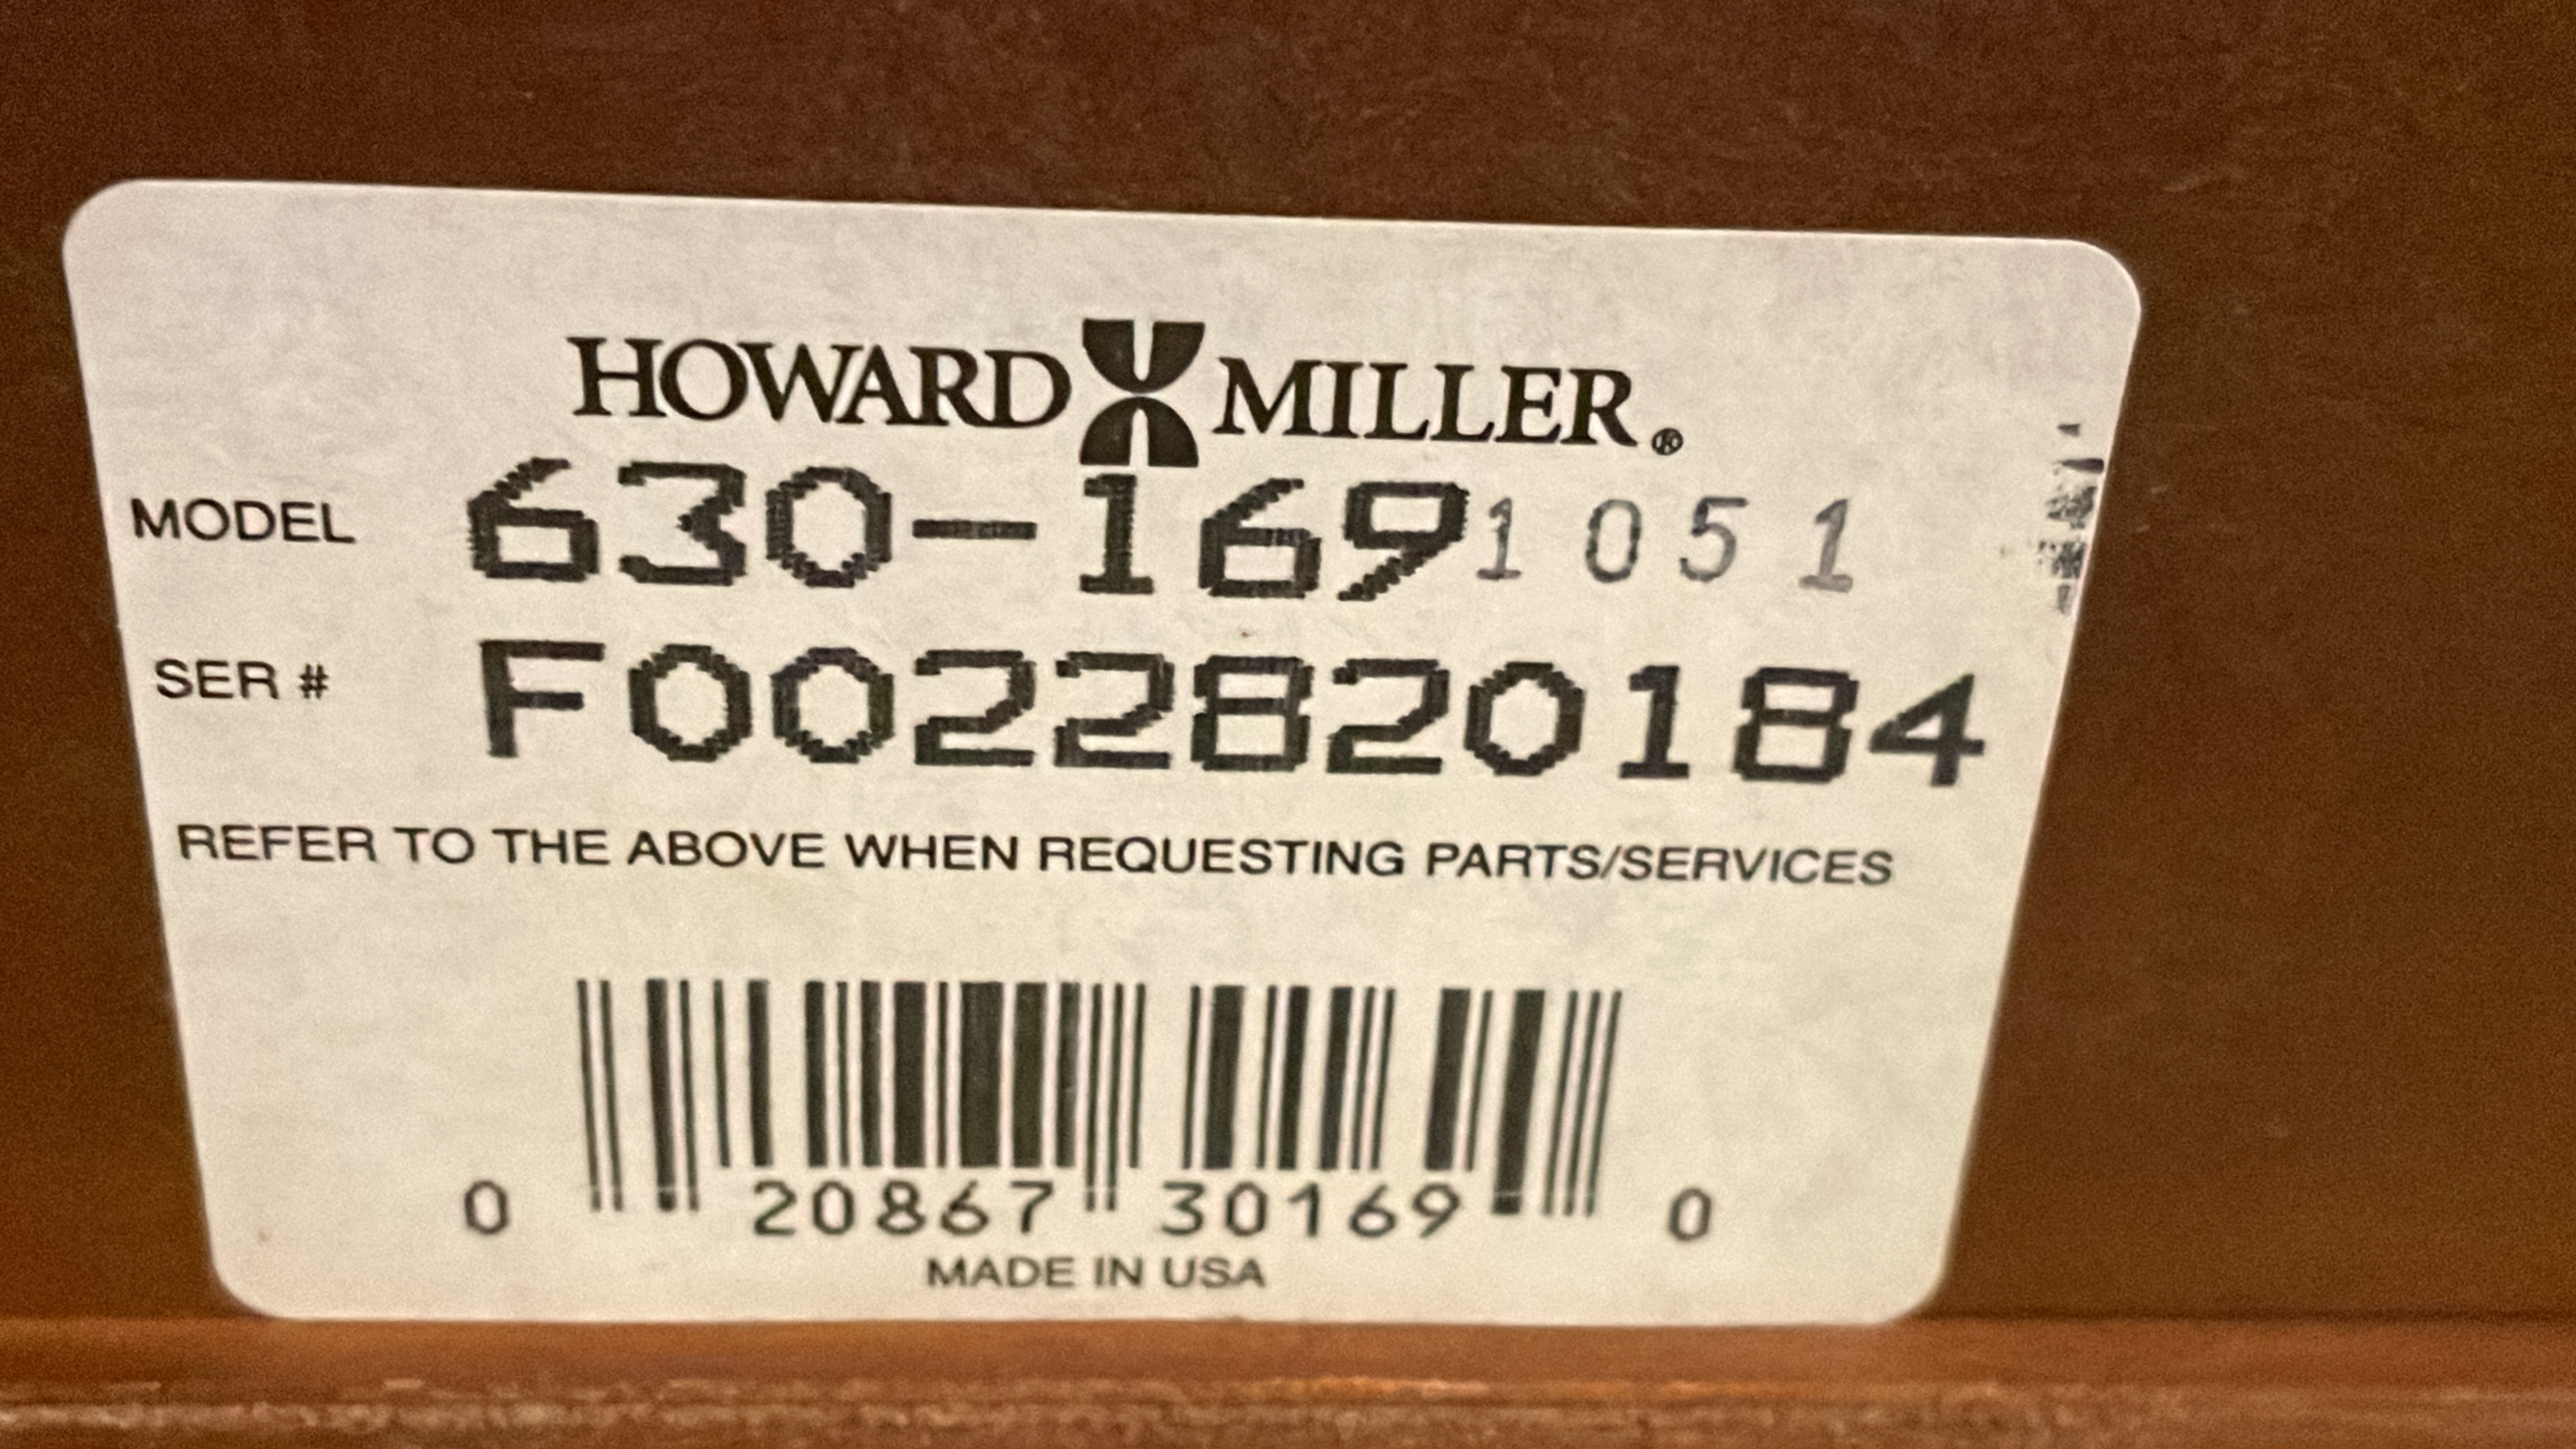 HOWARD MILLER®
MODEL 630-169 1051
SER # F0022820184
REFER TO THE ABOVE WHEN REQUESTING PARTS/SERVICES
0 20867 30169 0
MADE IN USA